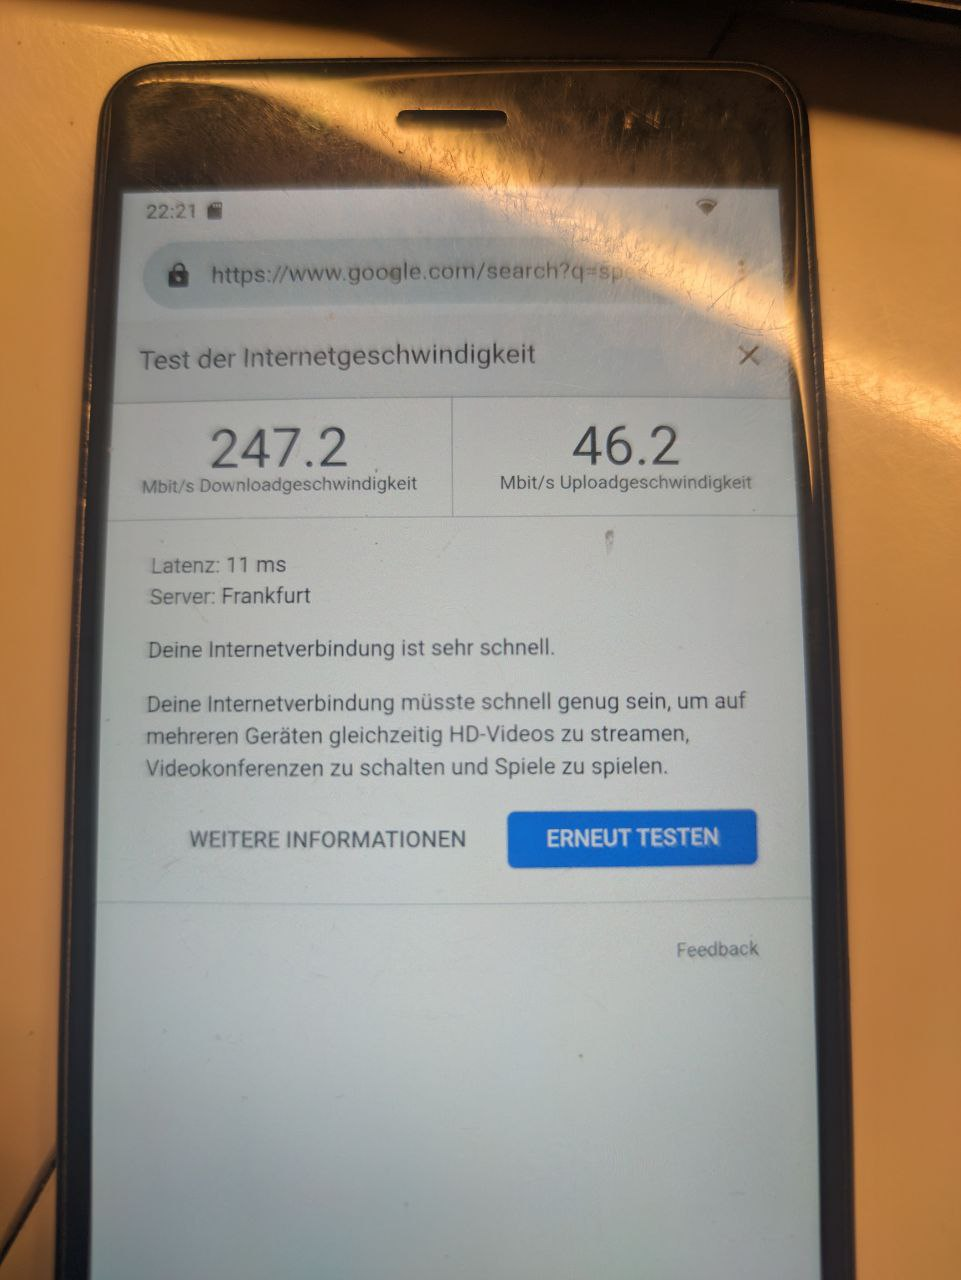 22:21
https://www.google.com/search?q=spe
Test der Internetgeschwindigkeit
247.2
Mbit/s Downloadgeschwindigkeit
46.2
Mbit/s Uploadgeschwindigkeit
Latenz: 11 ms
Server: Frankfurt
Deine Internetverbindung ist sehr schnell.
Deine Internetverbindung müsste schnell genug sein, um auf
mehreren Geräten gleichzeitig HD-Videos zu streamen,
Videokonferenzen zu schalten und Spiele zu spielen.
WEITERE INFORMATIONEN
ERNEUT TESTEN
Feedback